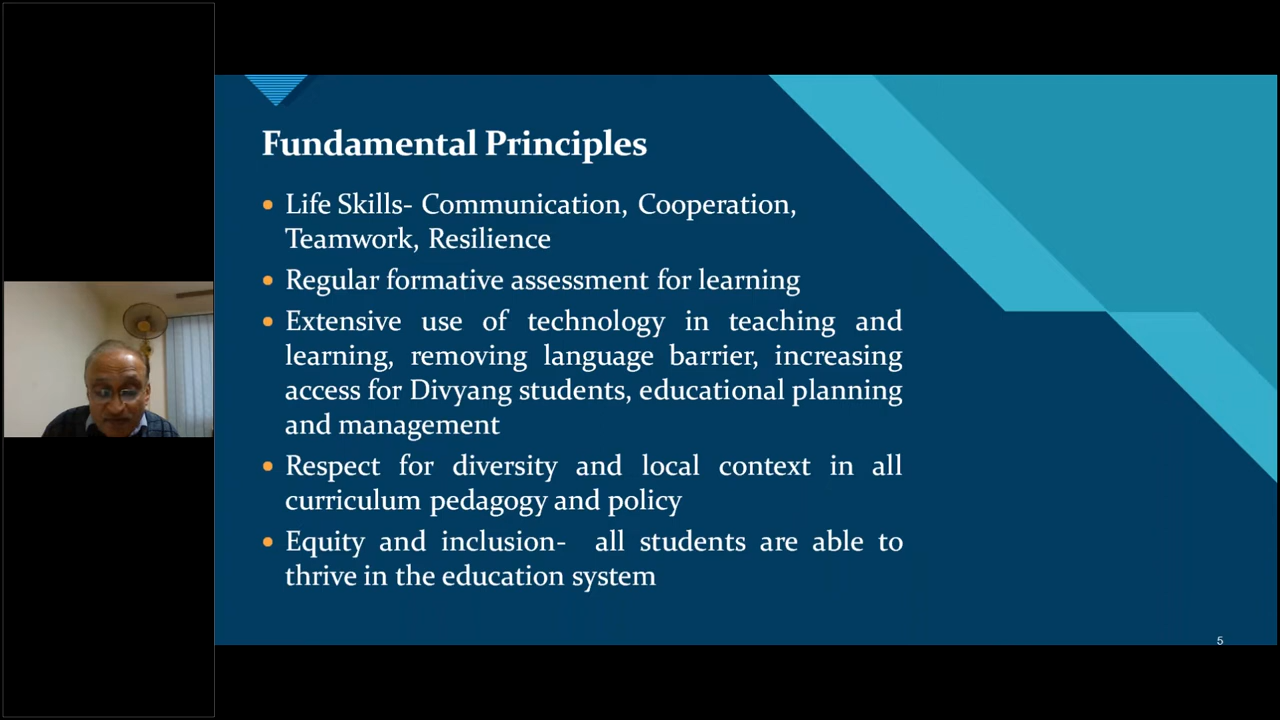 Fundamental Principles
• Life Skills- Communication, Cooperation,
Teamwork, Resilience
• Regular formative assessment for learning
• Extensive use of technology in teaching and
learning, removing language barrier, increasing
access for Divyang students, educational planning
and management
• Respect for diversity and local context in all
curriculum pedagogy and policy
• Equity and inclusion- all students are able to
thrive in the education system
5